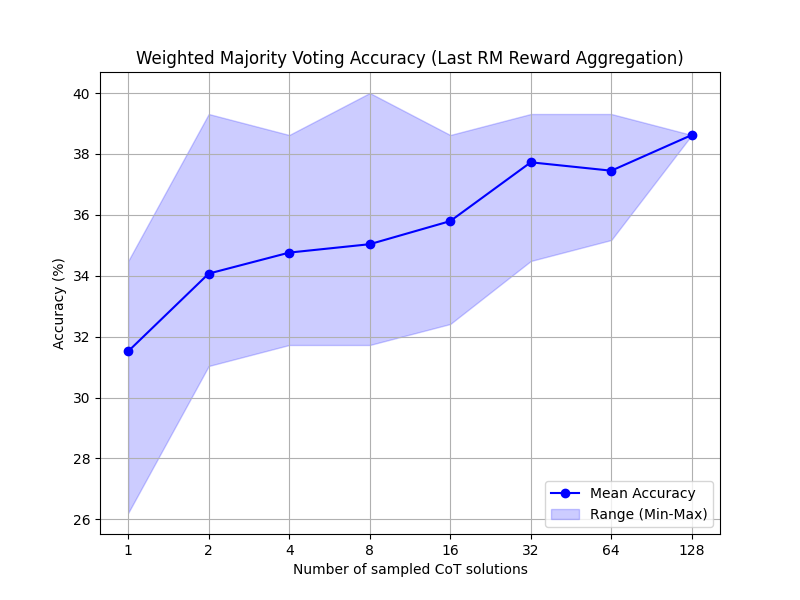 Weighted Majority Voting Accuracy (Last RM Reward Aggregation)
Accuracy (%)
40
38
36
34
32
30
28
26
1 2 4 8 16 32 64 128
Number of sampled CoT solutions
Mean Accuracy
Range (Min-Max)